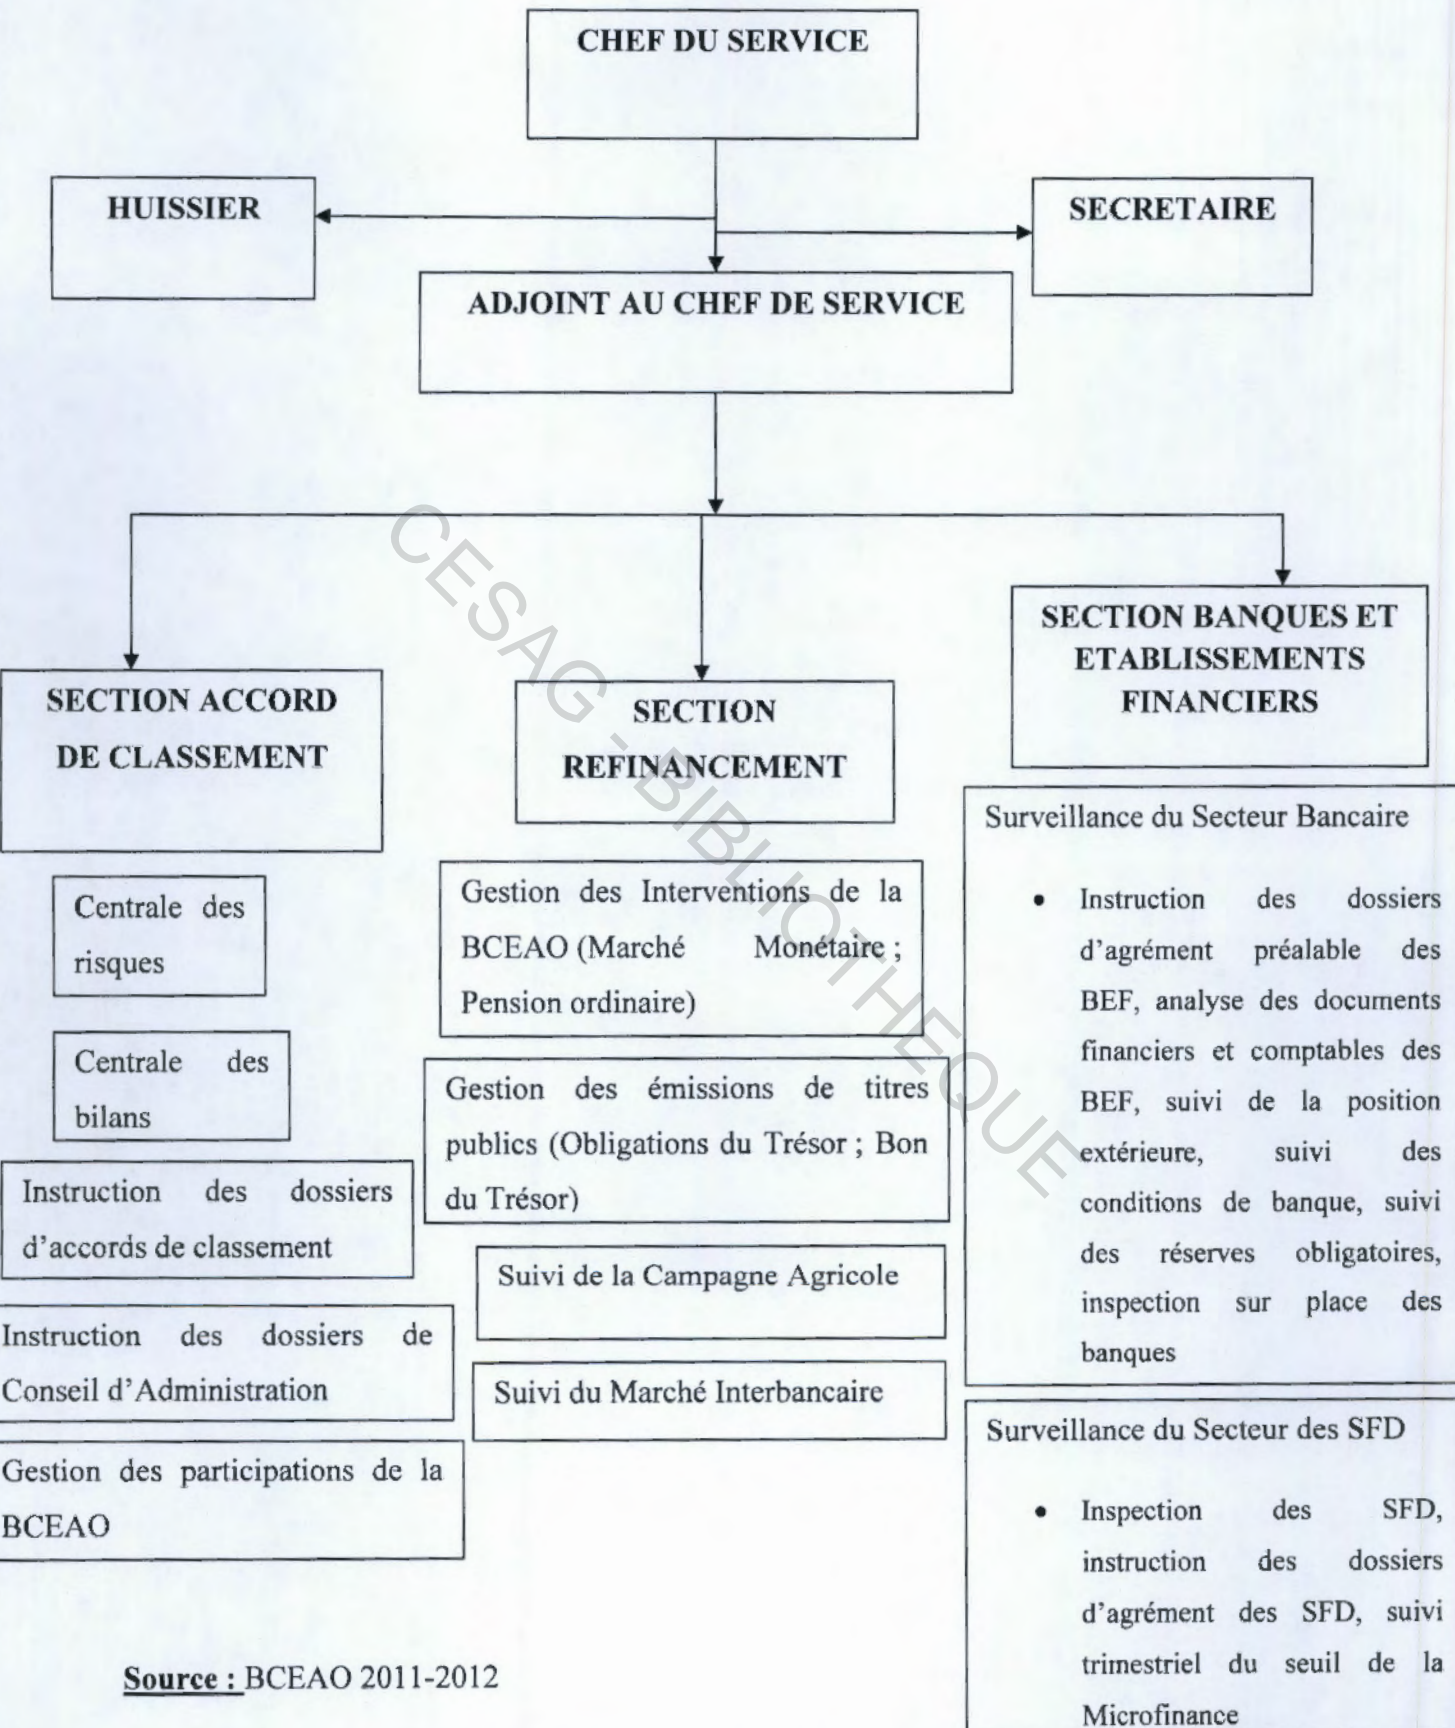 CHEF DU SERVICE
HUISSIER
SECRETAIRE
ADJOINT AU CHEF DE SERVICE
SECTION ACCORD
DE CLASSEMENT
Centrale des
risques
Centrale des
bilans
Instruction des dossiers
d'accords de classement
Instruction des dossiers de
Conseil d'Administration
Gestion des participations de la
BCEAO
SECTION
REFINANCEMENT
Gestion des Interventions de la
BCEAO (Marché Monétaire ;
Pension ordinaire)
Gestion des émissions de titres
publics (Obligations du Trésor ; Bon
du Trésor)
Suivi de la Campagne Agricole
Suivi du Marché Interbancaire
SECTION BANQUES ET
ETABLISSEMENTS
FINANCIERS
Surveillance du Secteur Bancaire
• Instruction des dossiers
d'agrément préalable des
BEF, analyse des documents
financiers et comptables des
BEF, suivi de la position
extérieure, suivi des
conditions de banque, suivi
des réserves obligatoires,
inspection sur place des
banques
Surveillance du Secteur des SFD
• Inspection des SFD,
instruction des dossiers
d'agrément des SFD, suivi
trimestriel du seuil de la
Microfinance
Source : BCEAO 2011-2012
CESAG - BIBLIOTHEQUE